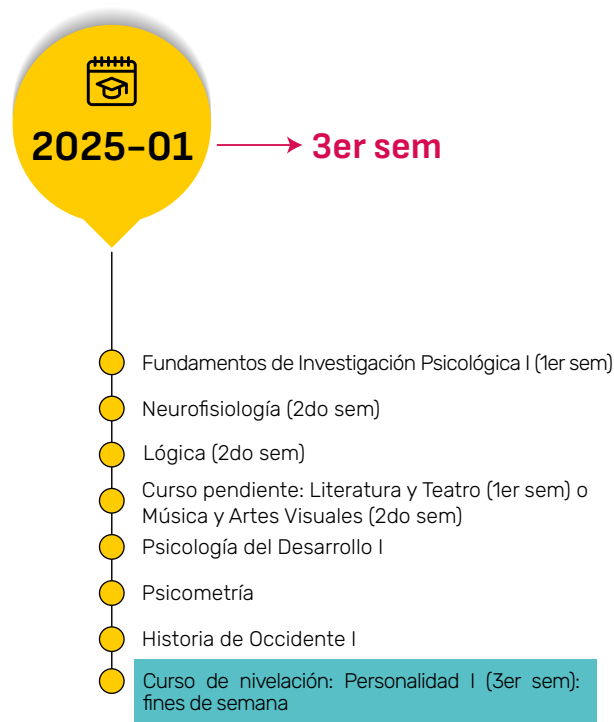 2025-01
3er sem
Fundamentos de Investigación Psicológica I (1er sem)
Neurofisiología (2do sem)
Lógica (2do sem)
Curso pendiente: Literatura y Teatro (1er sem) o
Música y Artes Visuales (2do sem)
Psicología del Desarrollo I
Psicometría
Historia de Occidente I
Curso de nivelación: Personalidad I (3er sem):
fines de semana